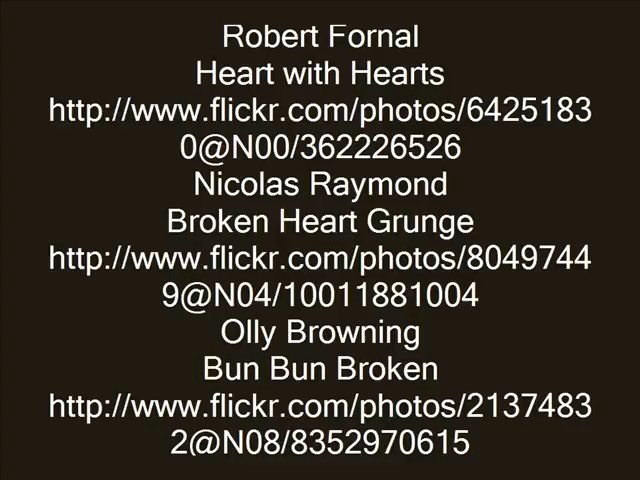 Robert Fornal
Heart with Hearts
http://www.flickr.com/photos/6425183
0@N00/362226526
Nicolas Raymond
Broken Heart Grunge
http://www.flickr.com/photos/8049744
9@N04/10011881004
Olly Browning
Bun Bun Broken
http://www.flickr.com/photos/2137483
2@N08/8352970615